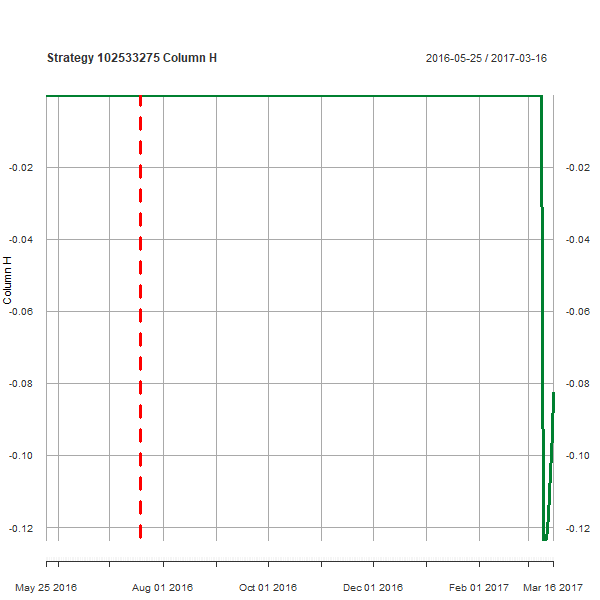 Strategy 102533275 Column H
2016-05-25 / 2017-03-16
-0.02
-0.04
-0.06
-0.08
-0.10
-0.12
Column H
-0.02
-0.04
-0.06
-0.08
-0.10
-0.12
May 25 2016
Aug 01 2016
Oct 01 2016
Dec 01 2016
Feb 01 2017
Mar 16 2017